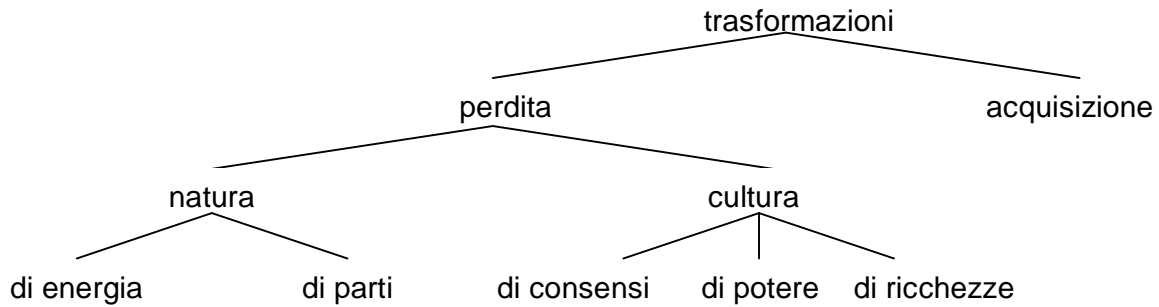 trasformazioni
perdita acquisizione
natura cultura
di energia di parti di consensi di potere di ricchezze